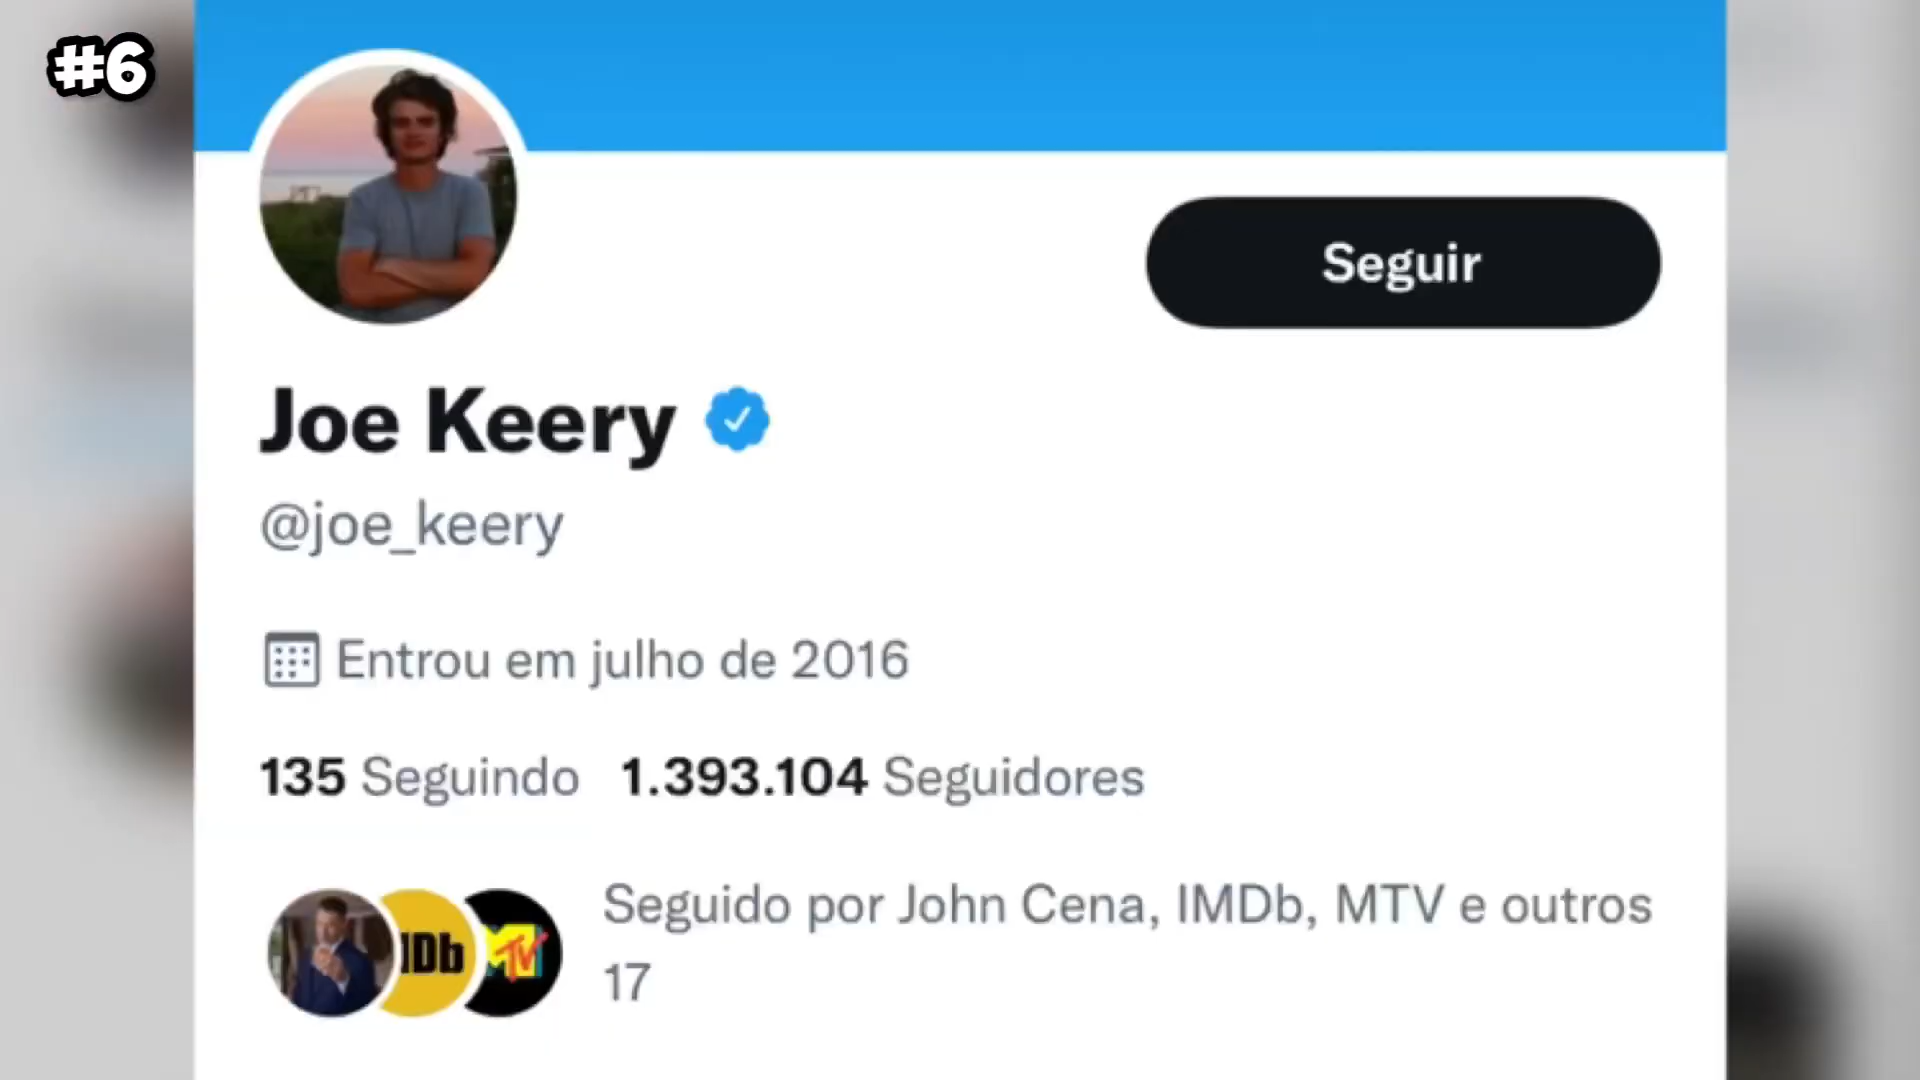 #6
Seguir
Joe Keery
@joe_keery
Entrou em julho de 2016
135 Seguindo 1.393.104 Seguidores
Seguido por John Cena, IMDb, MTV e outros
17
IDb
MTV